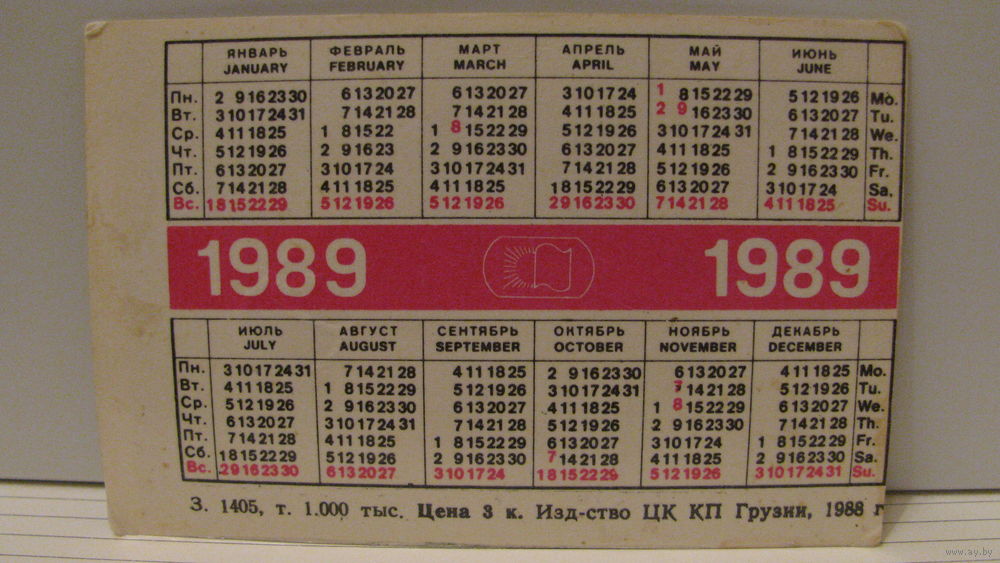 ЯНВАРЬ ФЕВРАЛЬ МАРТ АПРЕЛЬ МАЙ ИЮНЬ
JANUARY FEBRUARY MARCH APRIL MAY JUNE
Пн. 2 9 16 23 30 6 13 20 27 6 13 20 27 3 10 17 24 1 8 15 22 29 5 12 19 26 Mo.
Вт. 3 10 17 24 31 7 14 21 28 7 14 21 28 4 11 18 25 2 9 16 23 30 6 13 20 27 Tu.
Ср. 4 11 18 25 1 8 15 22 1 8 15 22 29 5 12 19 26 3 10 17 24 31 7 14 21 28 We.
Чт. 5 12 19 26 2 9 16 23 2 9 16 23 30 6 13 20 27 4 11 18 25 1 8 15 22 29 Th.
Пт. 6 13 20 27 3 10 17 24 3 10 17 24 31 7 14 21 28 5 12 19 26 2 9 16 23 30 Fr.
Сб. 7 14 21 28 4 11 18 25 4 11 18 25 1 8 15 22 29 6 13 20 27 3 10 17 24 Sa.
Вс. 1 8 15 22 29 5 12 19 26 5 12 19 26 2 9 16 23 30 7 14 21 28 4 11 18 25 Su.
1989 1989
ИЮЛЬ АВГУСТ СЕНТЯБРЬ ОКТЯБРЬ НОЯБРЬ ДЕКАБРЬ
JULY AUGUST SEPTEMBER OCTOBER NOVEMBER DECEMBER
Пн. 3 10 17 24 31 7 14 21 28 4 11 18 25 2 9 16 23 30 6 13 20 27 4 11 18 25 Mo.
Вт. 4 11 18 25 1 8 15 22 29 5 12 19 26 3 10 17 24 31 7 14 21 28 5 12 19 26 Tu.
Ср. 5 12 19 26 2 9 16 23 30 6 13 20 27 4 11 18 25 1 8 15 22 29 6 13 20 27 We.
Чт. 6 13 20 27 3 10 17 24 31 7 14 21 28 5 12 19 26 2 9 16 23 30 7 14 21 28 Th.
Пт. 7 14 21 28 4 11 18 25 1 8 15 22 29 6 13 20 27 3 10 17 24 1 8 15 22 29 Fr.
Сб. 1 8 15 22 29 5 12 19 26 2 9 16 23 30 7 14 21 28 4 11 18 25 2 9 16 23 30 Sa.
Вс. 2 9 16 23 30 6 13 20 27 3 10 17 24 1 8 15 22 29 5 12 19 26 3 10 17 24 31 Su.
З. 1405, т. 1.000 тыс. Цена 3 к. Изд-ство ЦК КП Грузии, 1988 г
www.ay.by